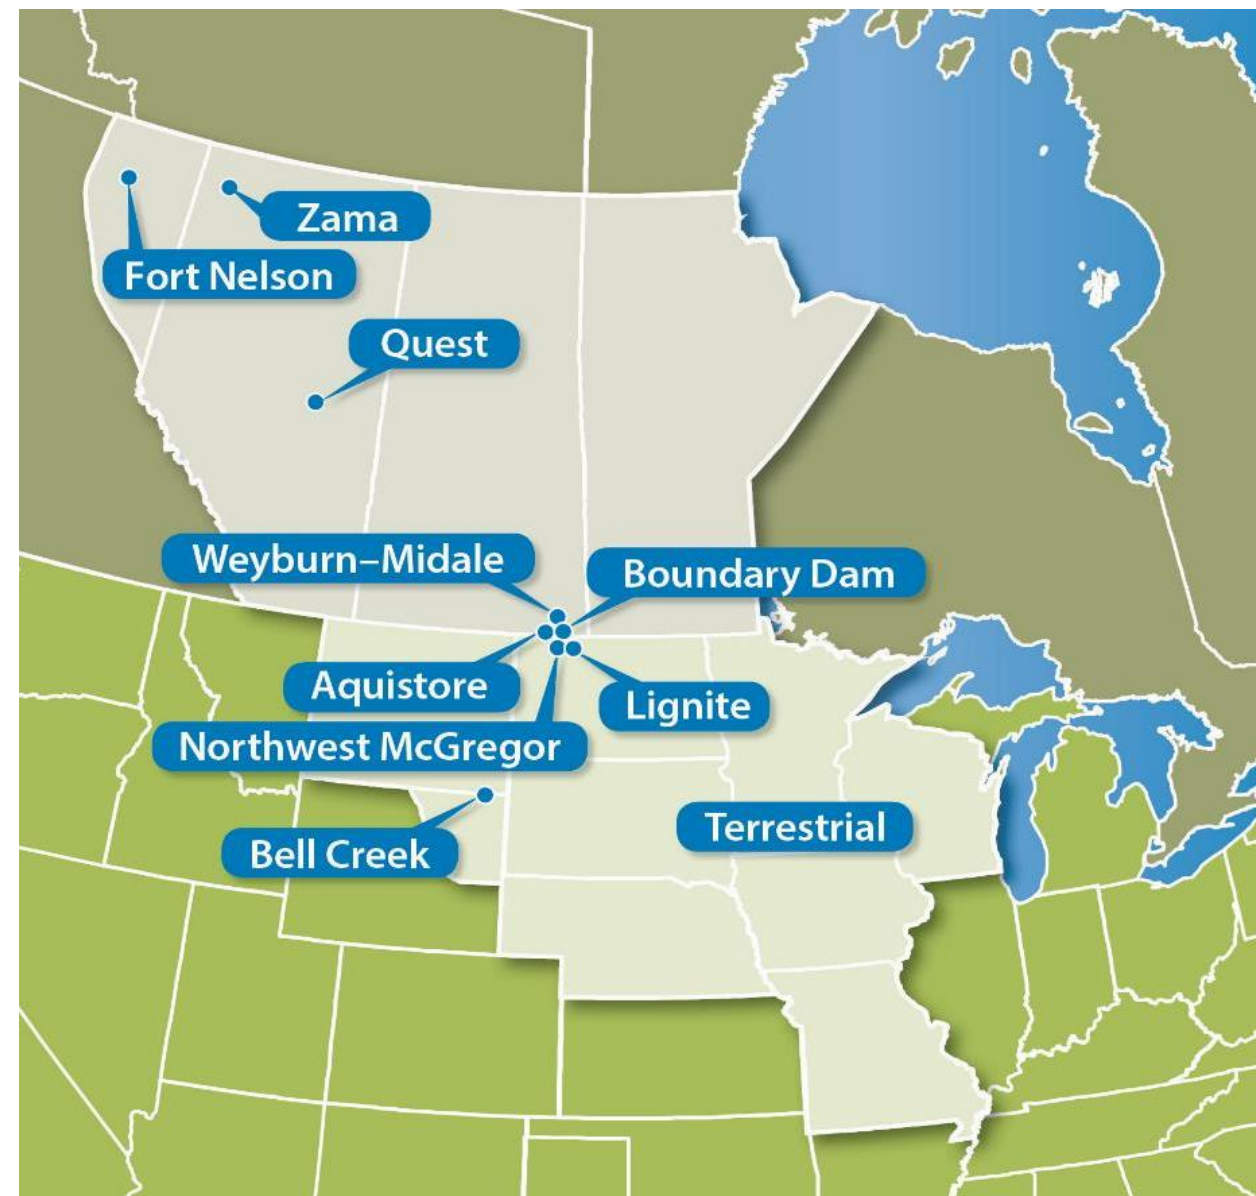 Zama
Fort Nelson
Quest
Weyburn–Midale
Boundary Dam
Aquistore
Lignite
Northwest McGregor
Terrestrial
Bell Creek